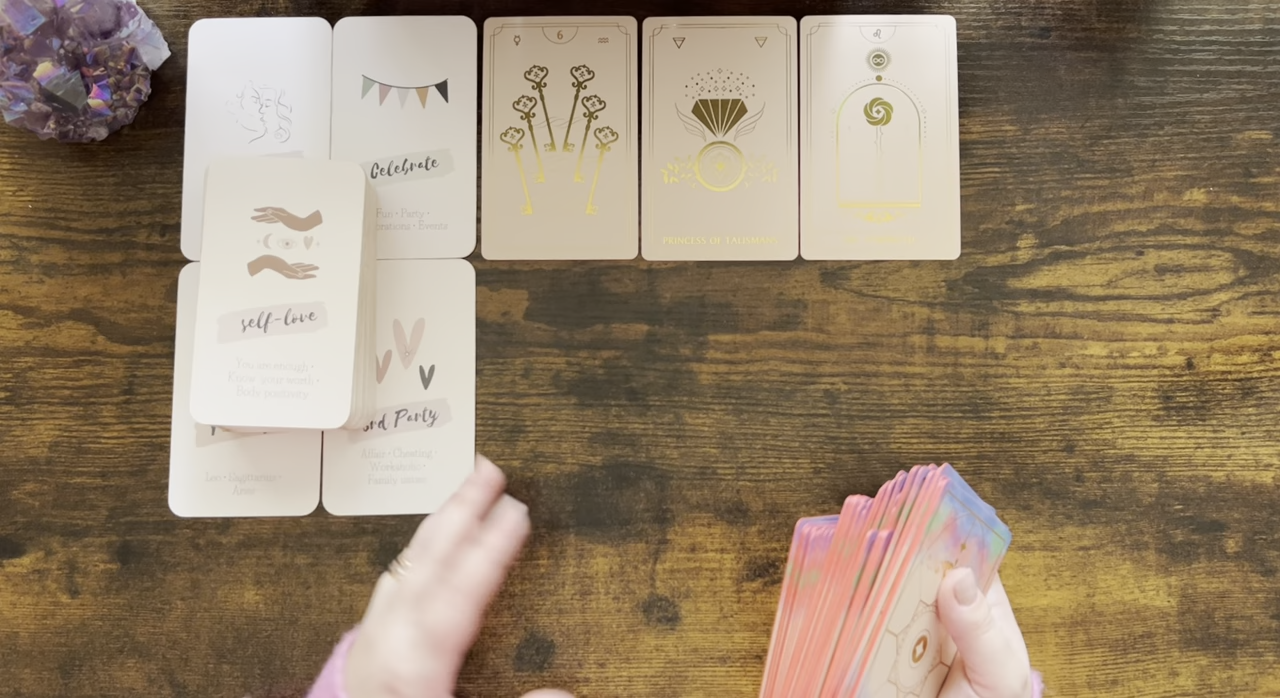 6
Celebrate
Fun • Party •
Events
PRINCESS OF TALISMANS
self-love
You are enough •
Know your worth •
Body positivity
3rd Party
Leo • Sagittarius •
Aries
Affair • Cheating •
Workaholic •
Family issues